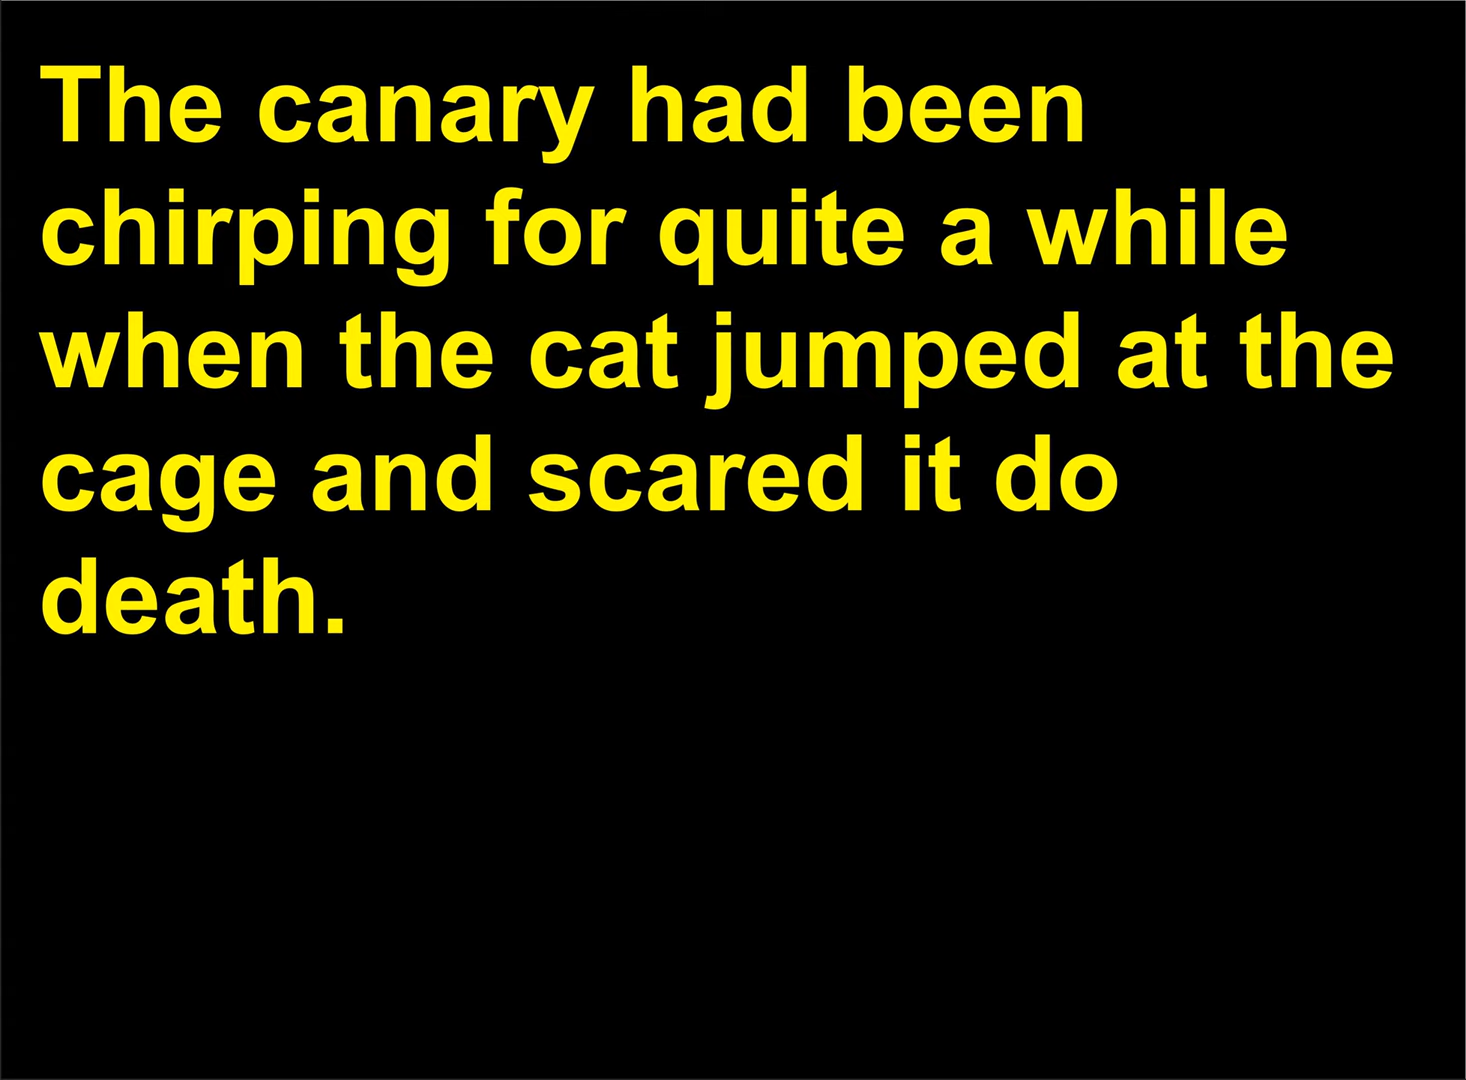 The canary had been
chirping for quite a while
when the cat jumped at the
cage and scared it do
death.